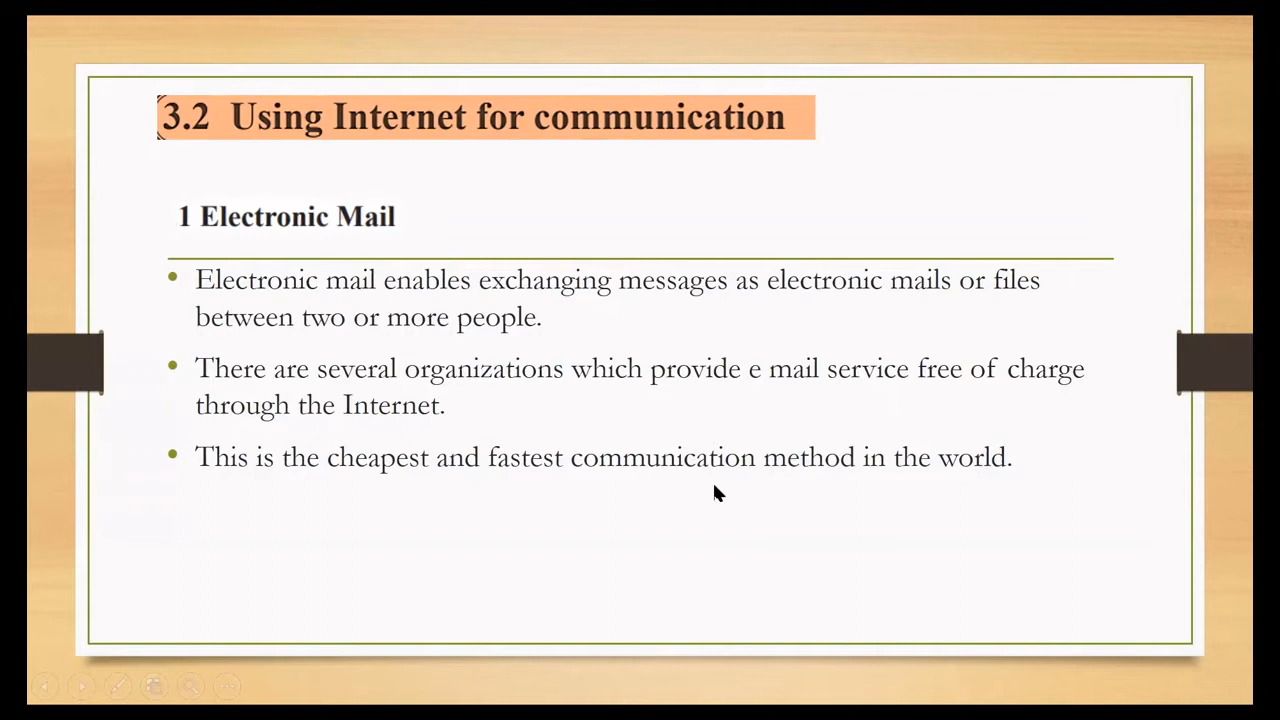 3.2 Using Internet for communication
1 Electronic Mail
• Electronic mail enables exchanging messages as electronic mails or files
between two or more people.
• There are several organizations which provide e mail service free of charge
through the Internet.
• This is the cheapest and fastest communication method in the world.